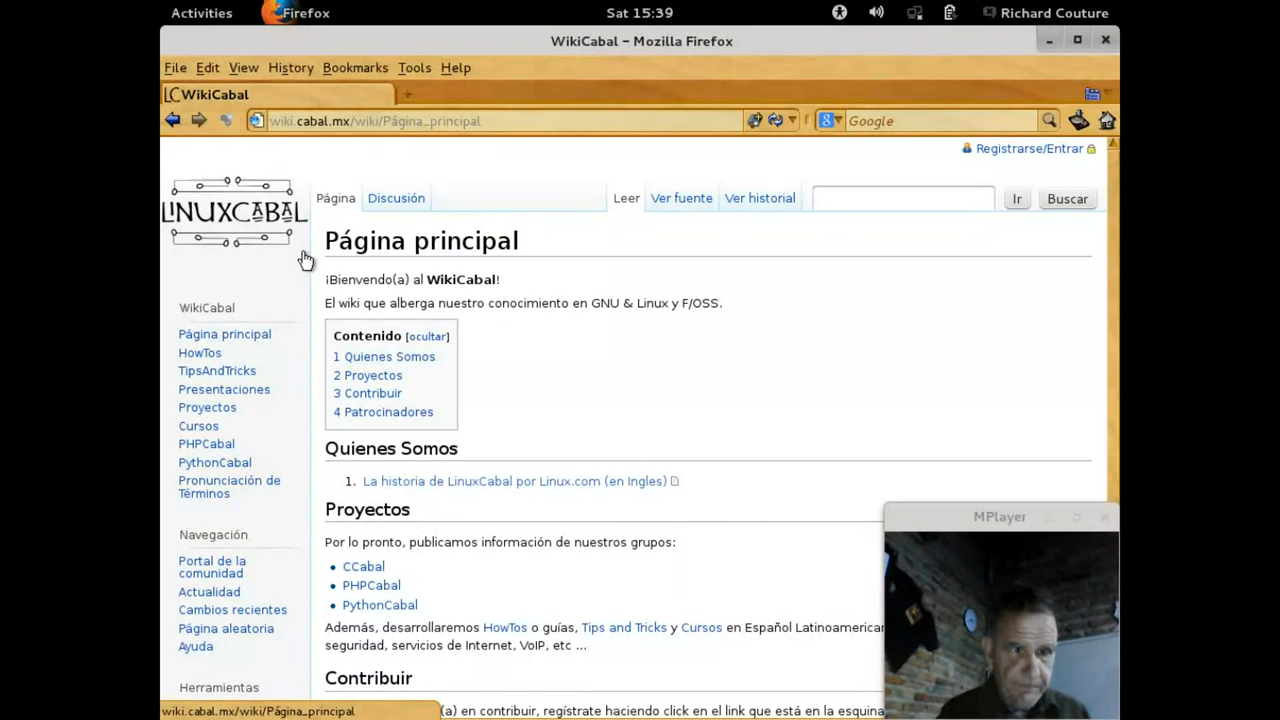 Activities
Firefox
Sat 15:39
Richard Couture
WikiCabal - Mozilla Firefox
File Edit View History Bookmarks Tools Help
WikiCabal
wiki.cabal.mx/wiki/Página_principal
Google
Registrarse/Entrar
LINUXCABAL
Página Discusión Leer Ver fuente Ver historial Ir Buscar
Página principal
¡Bienvenido(a) al WikiCabal!
El wiki que alberga nuestro conocimiento en GNU & Linux y F/OSS.
Contenido [ocultar]
1 Quienes Somos
2 Proyectos
3 Contribuir
4 Patrocinadores
WikiCabal
Página principal
HowTos
TipsAndTricks
Presentaciones
Proyectos
Cursos
PHPCabal
PythonCabal
Pronunciación de
Términos
Navegación
Portal de la
comunidad
Actualidad
Cambios recientes
Página aleatoria
Ayuda
Herramientas
Quienes Somos
1. La historia de LinuxCabal por Linux.com (en Ingles)
Proyectos
Por lo pronto, publicamos información de nuestros grupos:
CCabal
PHPCabal
PythonCabal
Además, desarrollaremos HowTos o guías, Tips and Tricks y Cursos en Español Latinoamerican
seguridad, servicios de Internet, VoIP, etc ...
Contribuir
(a) en contribuir, regístrate haciendo click en el link que está en la esquina
MPlayer
wiki.cabal.mx/wiki/Página_principal